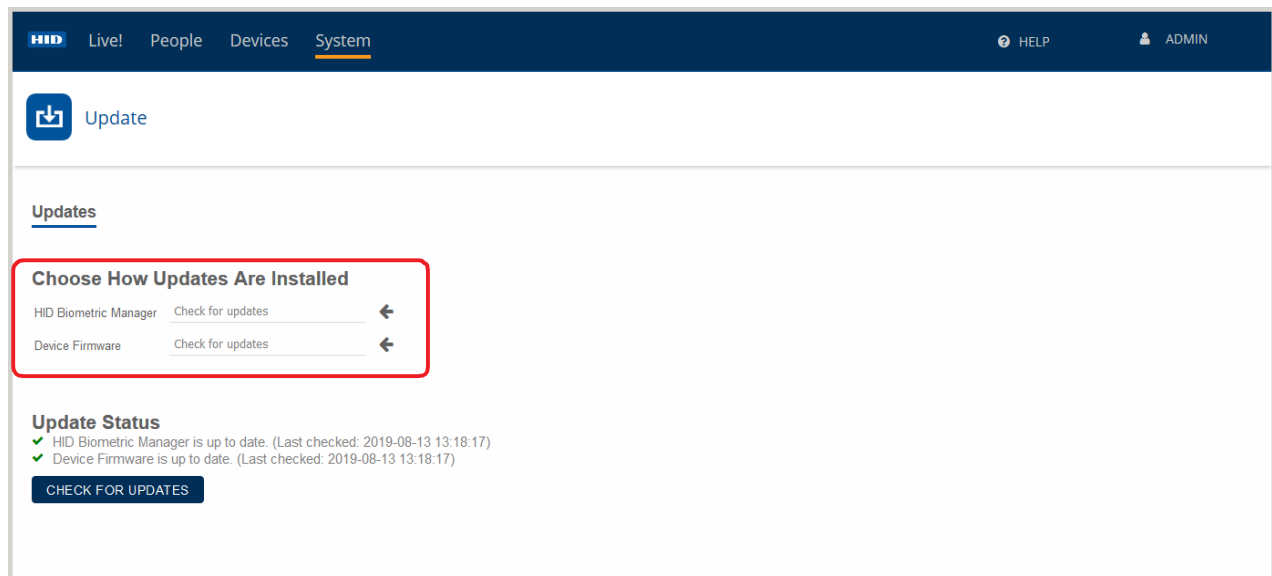 HID Live! People Devices System HELP ADMIN
Update
Updates
Choose How Updates Are Installed
HID Biometric Manager Check for updates
Device Firmware Check for updates
Update Status
HID Biometric Manager is up to date. (Last checked: 2019-08-13 13:18:17)
Device Firmware is up to date. (Last checked: 2019-08-13 13:18:17)
CHECK FOR UPDATES